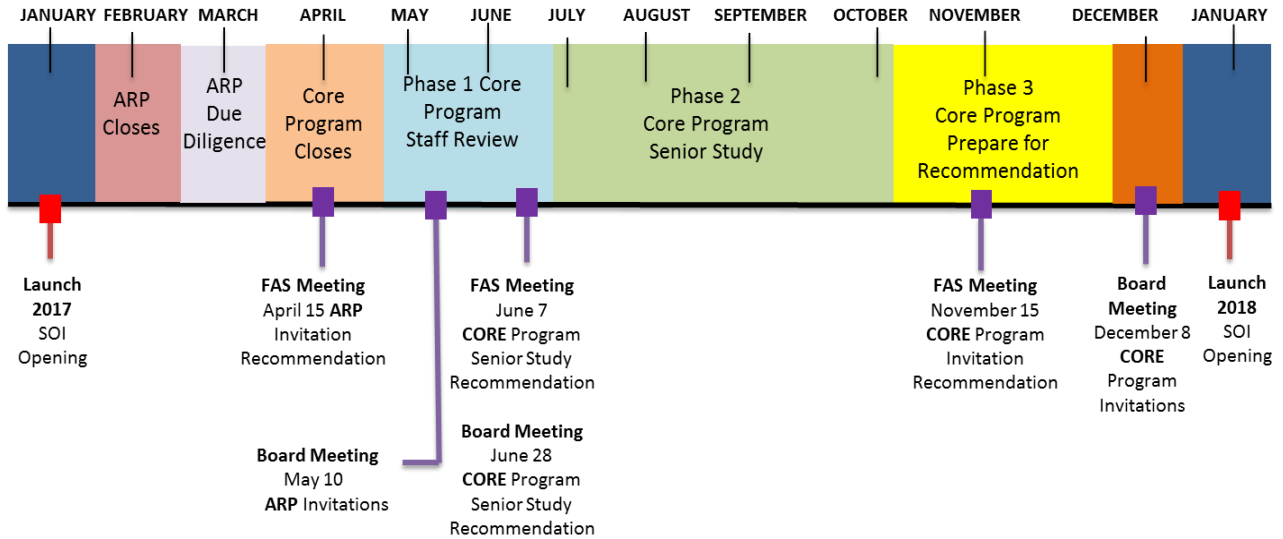 JANUARY FEBRUARY MARCH APRIL MAY JUNE JULY AUGUST SEPTEMBER OCTOBER NOVEMBER DECEMBER JANUARY
ARP
Closes
ARP
Due
Diligence
Core
Program
Closes
Phase 1 Core
Program
Staff Review
Phase 2
Core Program
Senior Study
Phase 3
Core Program
Prepare for
Recommendation
Launch
2017
SOI
Opening
FAS Meeting
April 15 ARP
Invitation
Recommendation
Board Meeting
May 10
ARP Invitations
FAS Meeting
June 7
CORE Program
Senior Study
Recommendation
Board Meeting
June 28
CORE Program
Senior Study
Recommendation
FAS Meeting
November 15
CORE Program
Invitation
Recommendation
Board
Meeting
December 8
CORE
Program
Invitations
Launch
2018
SOI
Opening